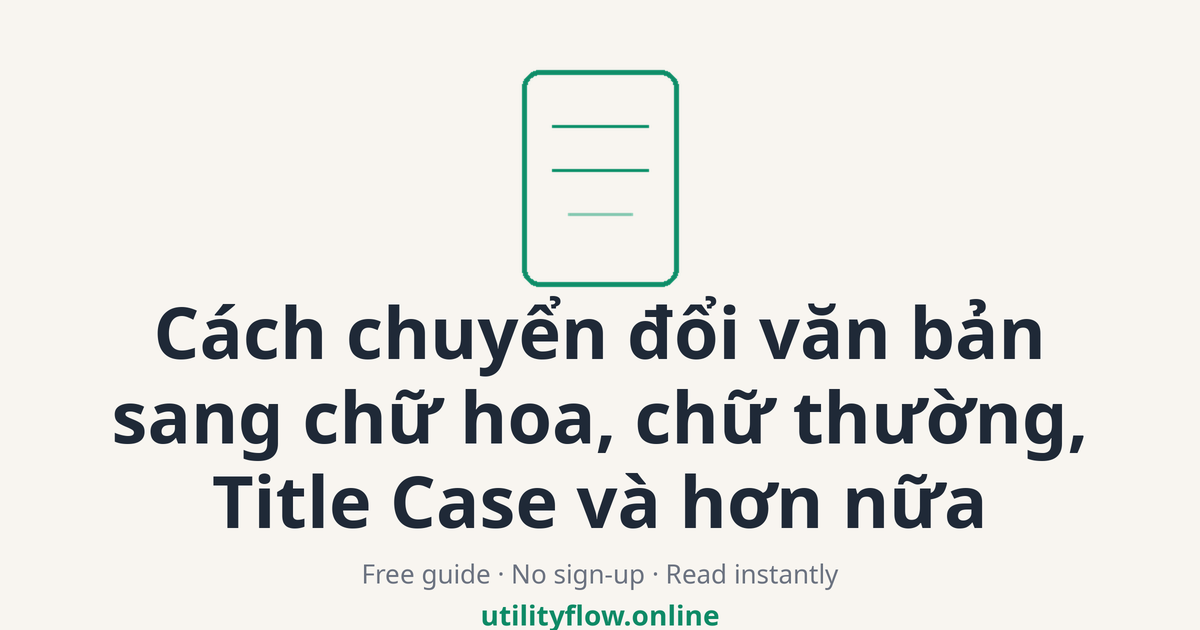 Cách chuyển đổi văn bản
sang chữ hoa, chữ thường,
Title Case và hơn nữa
Free guide · No sign-up · Read instantly
utilityflow.online